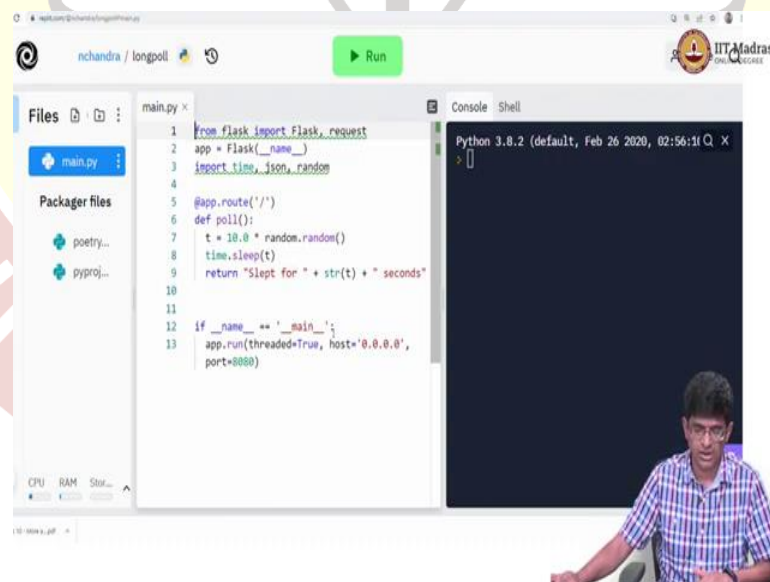 nchandra / longpoll
Run
IIT Madras
ONLINE DEGREE
Files
main.py
Packager files
poetry...
pyproj...
CPU RAM Stor...
main.py ×
1 from flask import Flask, request
2 app = Flask(__name__)
3 import time, json, random
4
5 @app.route('/')
6 def poll():
7 t = 10.0 * random.random()
8 time.sleep(t)
9 return "Slept for " + str(t) + " seconds"
10
11
12 if __name__ == '__main__':
13 app.run(threaded=True, host='0.0.0.0',
port=8080)
Console Shell
Python 3.8.2 (default, Feb 26 2020, 02:56:1
>